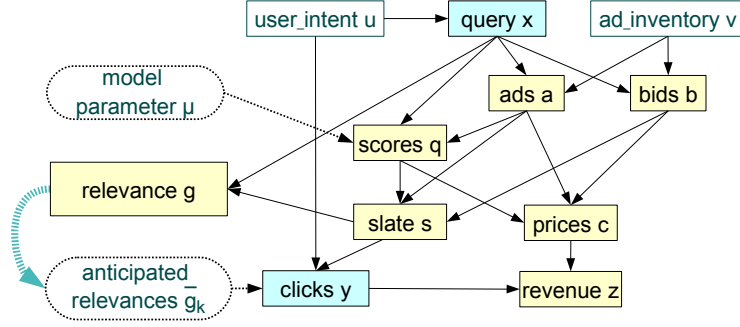 user_intent u
query x
ad_inventory v
model
parameter μ
ads a
bids b
scores q
relevance g
slate s
prices c
anticipated
relevances g̅k
clicks y
revenue z